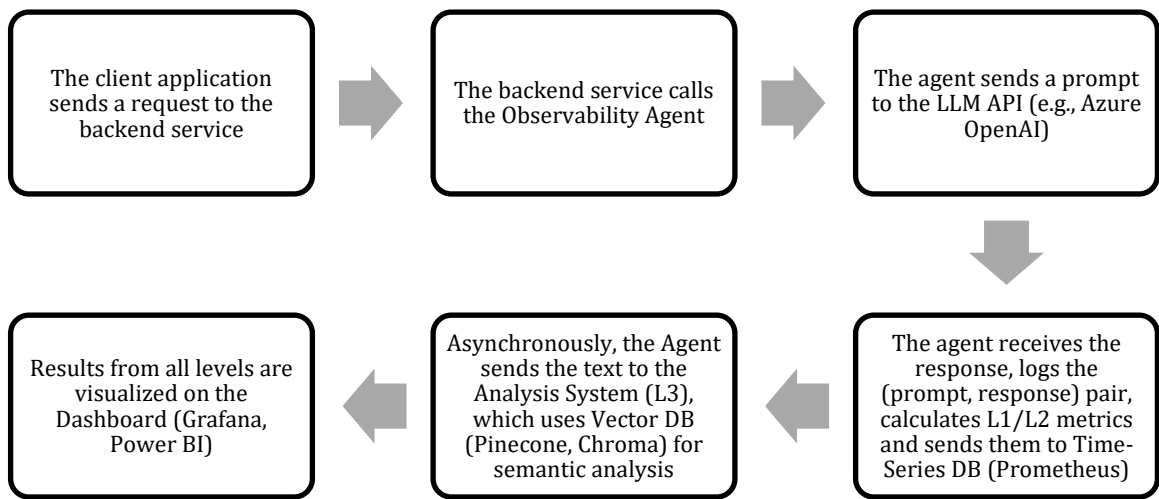 The client application
sends a request to the
backend service
The backend service calls
the Observability Agent
The agent sends a prompt
to the LLM API (e.g., Azure
OpenAI)
The agent receives the
response, logs the
(prompt, response) pair,
calculates L1/L2 metrics
and sends them to Time-
Series DB (Prometheus)
Asynchronously, the Agent
sends the text to the
Analysis System (L3),
which uses Vector DB
(Pinecone, Chroma) for
semantic analysis
Results from all levels are
visualized on the
Dashboard (Grafana,
Power BI)